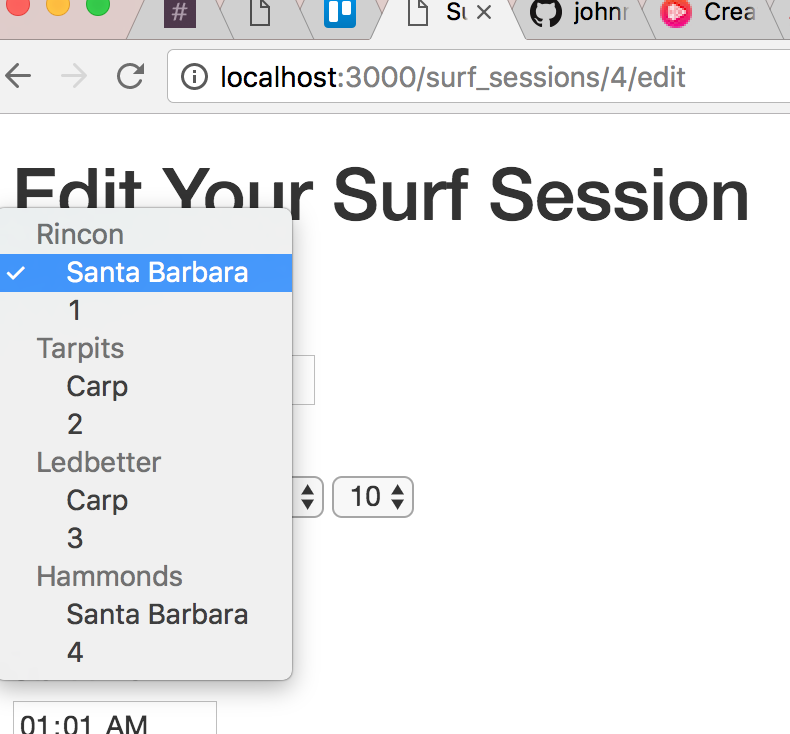 #
Su
johnr
Crea
localhost:3000/surf_sessions/4/edit
Edit Your Surf Session
Rincon
✓ Santa Barbara
1
Tarpits
Carp
2
Ledbetter
Carp
3
10
Hammonds
Santa Barbara
4
01:01 AM